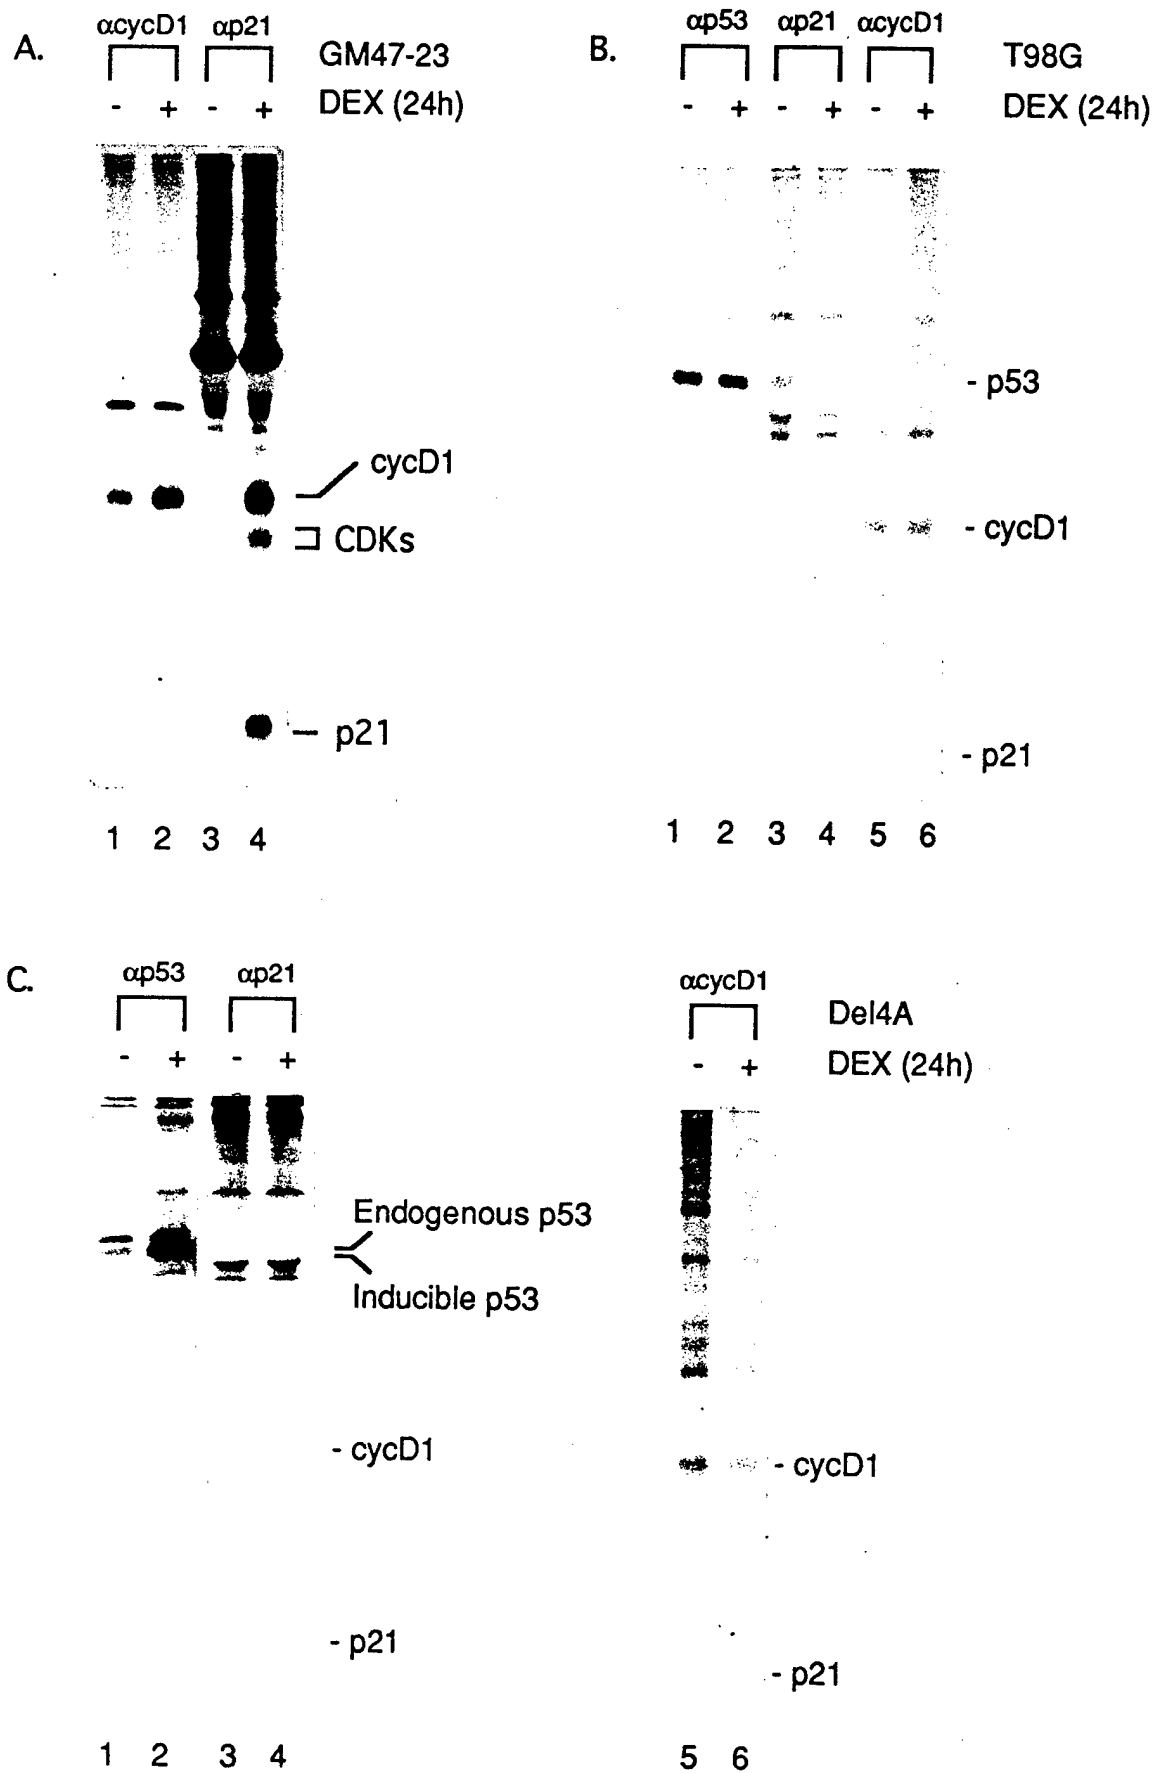 A.
αcycD1 αp21
GM47-23
- + - + DEX (24h)
cycD1
CDKs
p21
1 2 3 4
B.
αp53 αp21 αcycD1
T98G
- + - + - + DEX (24h)
- p53
- cycD1
- p21
1 2 3 4 5 6
C.
αp53 αp21
- + - +
Endogenous p53
Inducible p53
- cycD1
- p21
1 2 3 4
αcycD1
Del4A
- + DEX (24h)
- cycD1
- p21
5 6